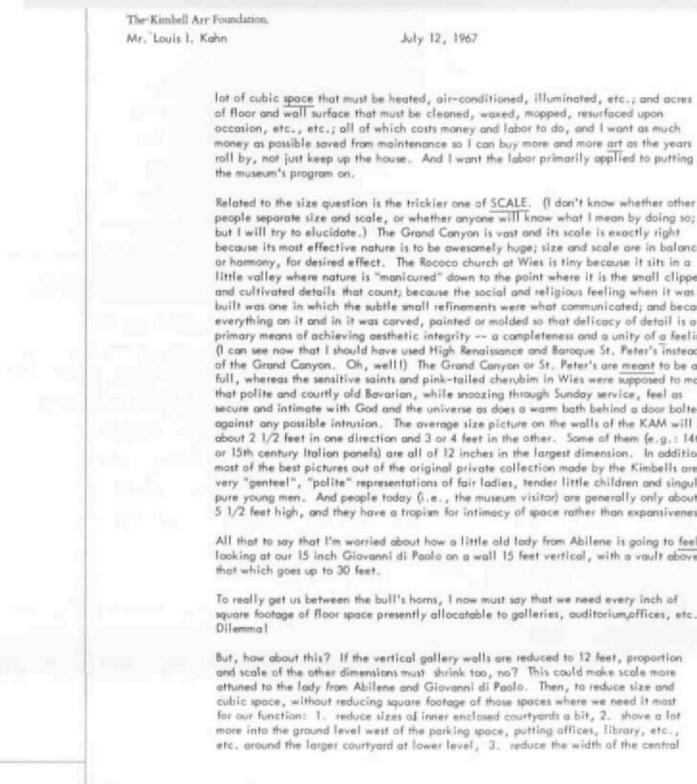 The Kimbell Art Foundation.
Mr. Louis I. Kahn July 12, 1967
lot of cubic space that must be heated, air-conditioned, illuminated, etc.; and acres
of floor and wall surface that must be cleaned, waxed, mopped, resurfaced upon
occasion, etc., etc.; all of which costs money and labor to do, and I want as much
money as possible saved from maintenance so I can buy more and more art as the years
roll by, not just keep up the house. And I want the labor primarily applied to putting
the museum's program on.
Related to the size question is the trickier one of SCALE. (I don't know whether other
people separate size and scale, or whether anyone will know what I mean by doing so;
but I will try to elucidate.) The Grand Canyon is vast and its scale is exactly right
because its most effective nature is to be awesomely huge; size and scale are in balanc
or harmony, for desired effect. The Rococo church at Wies is tiny because it sits in a
little valley where nature is "manicured" down to the point where it is the small clippe
and cultivated details that count; because the social and religious feeling when it was
built was one in which the subtle small refinements were what communicated; and beca
everything on it and in it was carved, painted or molded so that delicacy of detail is a
primary means of achieving aesthetic integrity -- a completeness and a unity of a feeli
(I can see now that I should have used High Renaissance and Baroque St. Peter's instea
of the Grand Canyon. Oh, well!) The Grand Canyon or St. Peter's are meant to be a
full, whereas the sensitive saints and pink-tailed cherubim in Wies were supposed to m
that polite and courtly old Bavarian, while snoozing through Sunday service, feel as
secure and intimate with God and the universe as does a warm bath behind a door bolte
against any possible intrusion. The average size picture on the walls of the KAM will
about 2 1/2 feet in one direction and 3 or 4 feet in the other. Some of them (e.g.: 14t
or 15th century Italian panels) are all of 12 inches in the largest dimension. In additio
most of the best pictures out of the original private collection made by the Kimbells are
very "genteel", "polite" representations of fair ladies, tender little children and singul
pure young men. And people today (i.e., the museum visitor) are generally only about
5 1/2 feet high, and they have a tropism for intimacy of space rather than expansivenes
All that to say that I'm worried about how a little old lady from Abilene is going to feel
looking at our 15 inch Giovanni di Paolo on a wall 15 feet vertical, with a vault above
that which goes up to 30 feet.
To really get us between the bull's horns, I now must say that we need every inch of
square footage of floor space presently allocatable to galleries, auditorium,offices, etc.
Dilemma!
But, how about this? If the vertical gallery walls are reduced to 12 feet, proportion
and scale of the other dimensions must shrink too, no? This could make scale more
attuned to the lady from Abilene and Giovanni di Paolo. Then, to reduce size and
cubic space, without reducing square footage of those spaces where we need it most
for our function: 1. reduce sizes of inner enclosed courtyards a bit, 2. shove a lot
more into the ground level west of the parking space, putting offices, library, etc.,
etc. around the larger courtyard at lower level, 3. reduce the width of the central